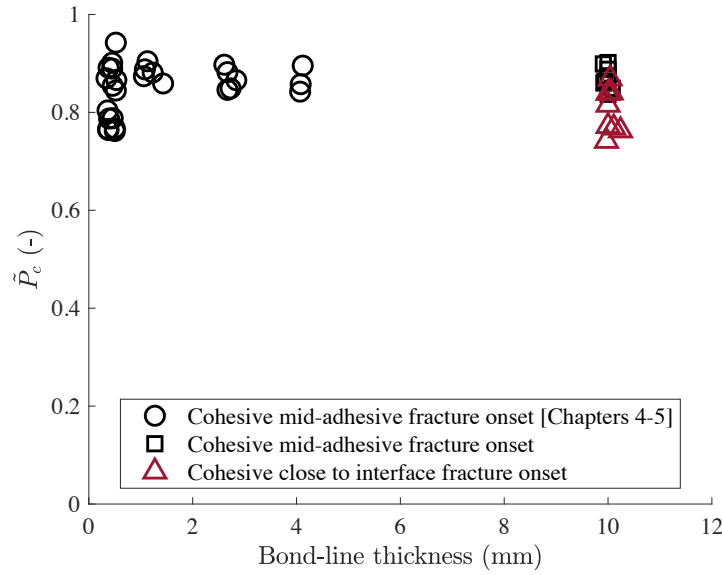 1
0.8
0.6
0.4
0.2
0
P̃c (-)
Cohesive mid-adhesive fracture onset [Chapters 4-5]
Cohesive mid-adhesive fracture onset
Cohesive close to interface fracture onset
0 2 4 6 8 10 12
Bond-line thickness (mm)